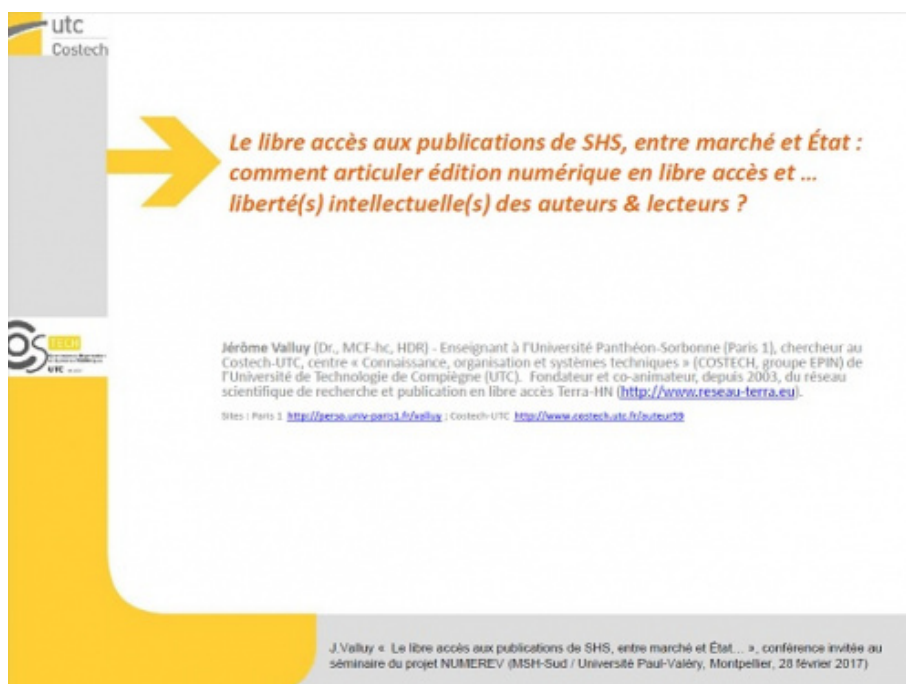 utc
Costech
Le libre accès aux publications de SHS, entre marché et État :
comment articuler édition numérique en libre accès et ...
liberté(s) intellectuelle(s) des auteurs & lecteurs ?
COS
TECH
UTC
Jérôme Valluy (Dr., MCF-hc, HDR) - Enseignant à l'Université Panthéon-Sorbonne (Paris 1), chercheur au
Costech-UTC, centre « Connaissance, organisation et systèmes techniques » (COSTECH, groupe EPIN) de
l'Université de Technologie de Compiègne (UTC). Fondateur et co-animateur, depuis 2003, du réseau
scientifique de recherche et publication en libre accès Terra-HN (http://www.reseau-terra.eu).
Sites : Paris 1 http://perso.univ-paris1.fr/valluy ; Costech-UTC http://www.costech.utc.fr/auteur59
J.Valluy « Le libre accès aux publications de SHS, entre marché et État... », conférence invitée au
séminaire du projet NUMEREV (MSH-Sud / Université Paul-Valéry, Montpellier, 28 février 2017)